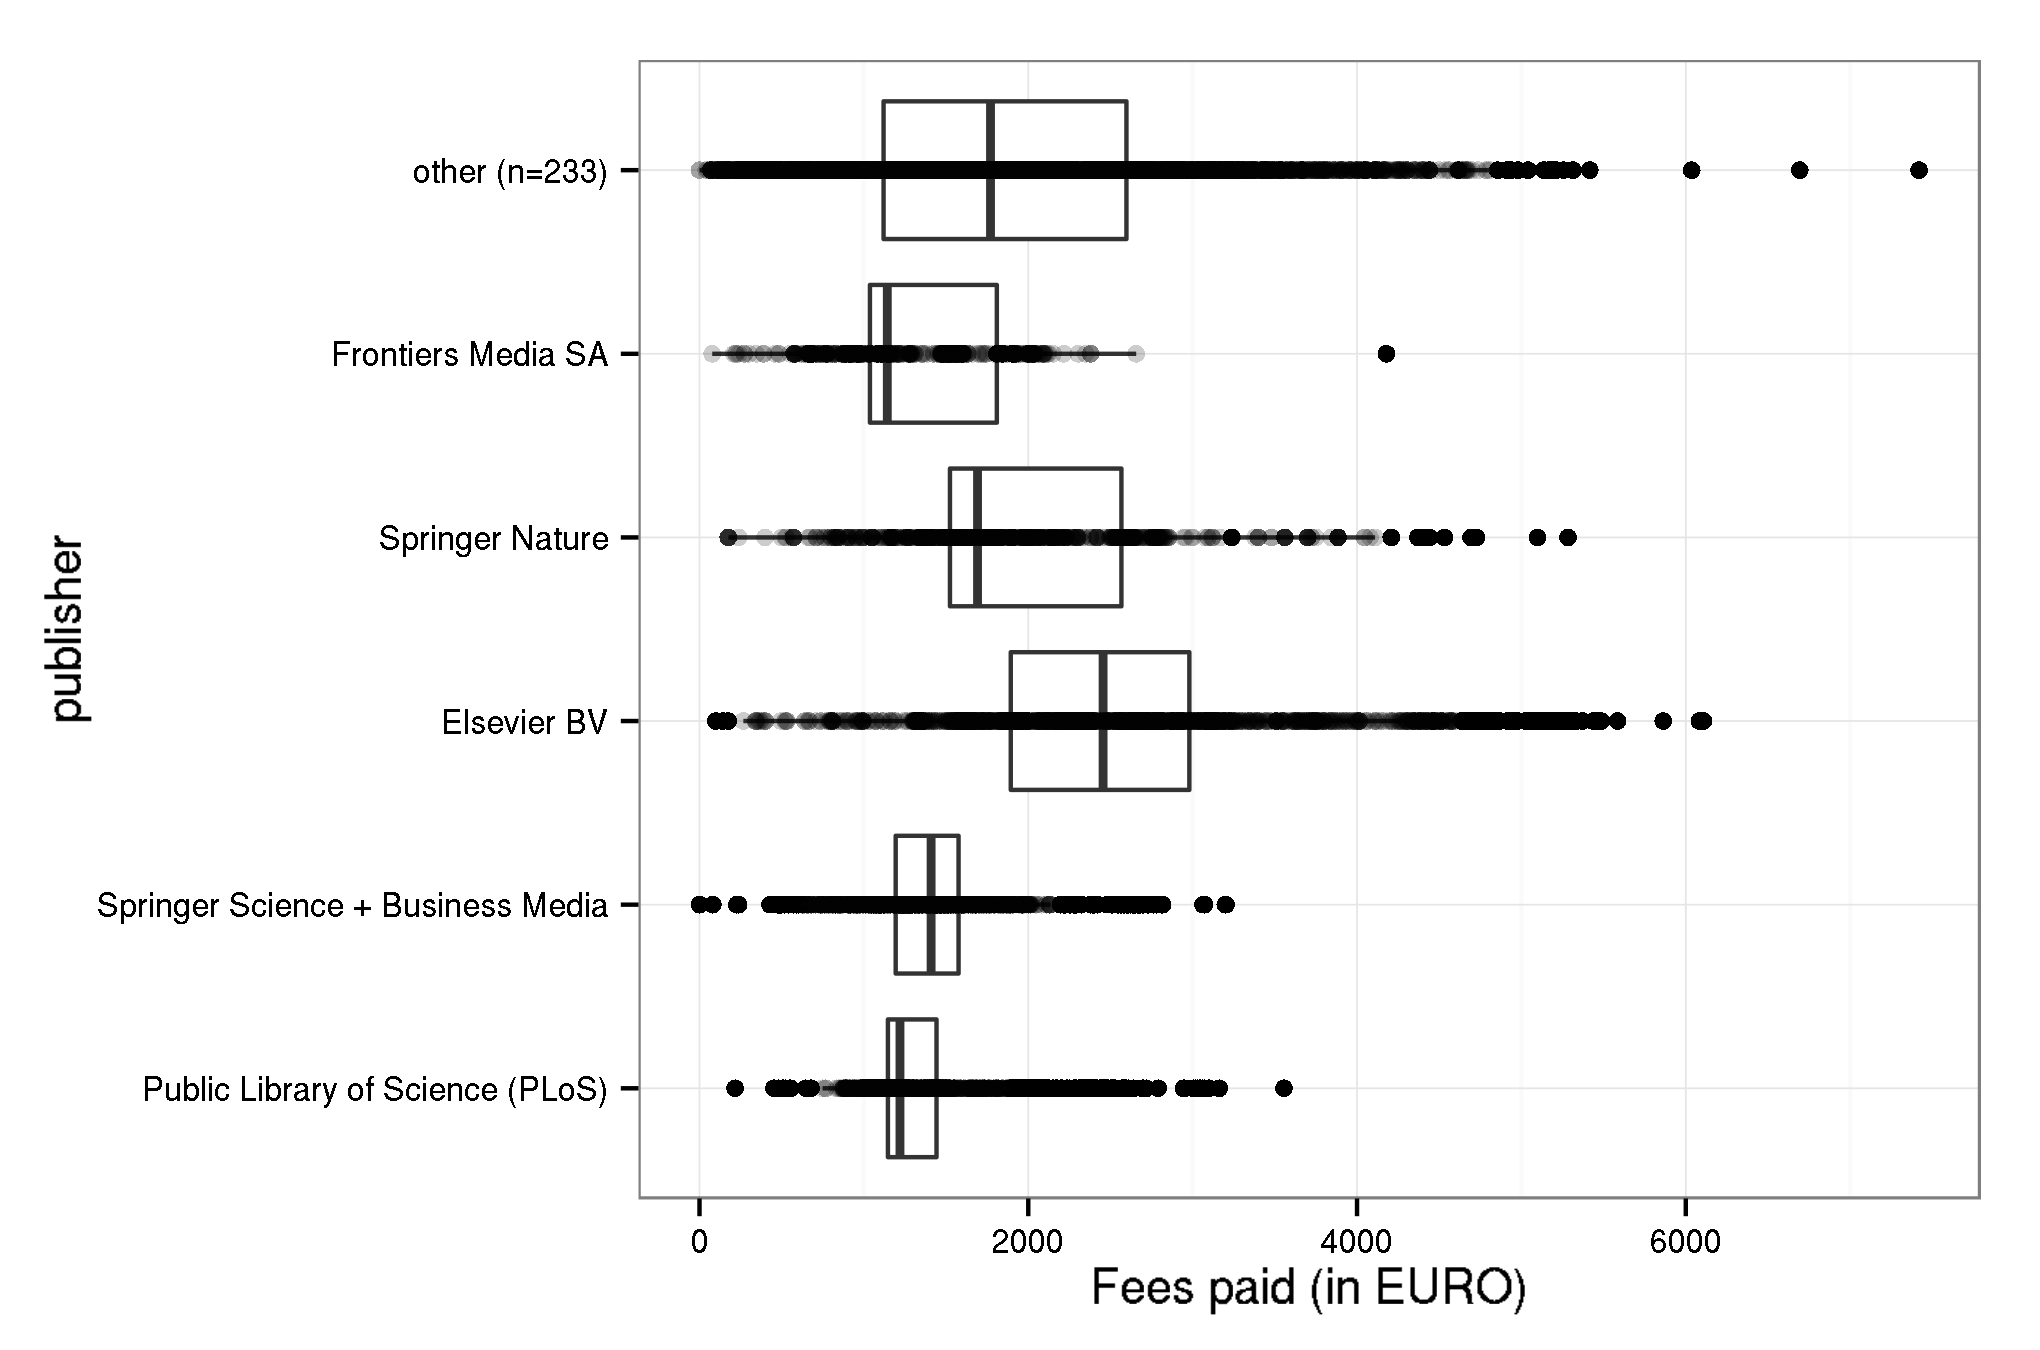 other (n=233)
Frontiers Media SA
Springer Nature
Elsevier BV
Springer Science + Business Media
Public Library of Science (PLoS)
publisher
0 2000 4000 6000
Fees paid (in EURO)